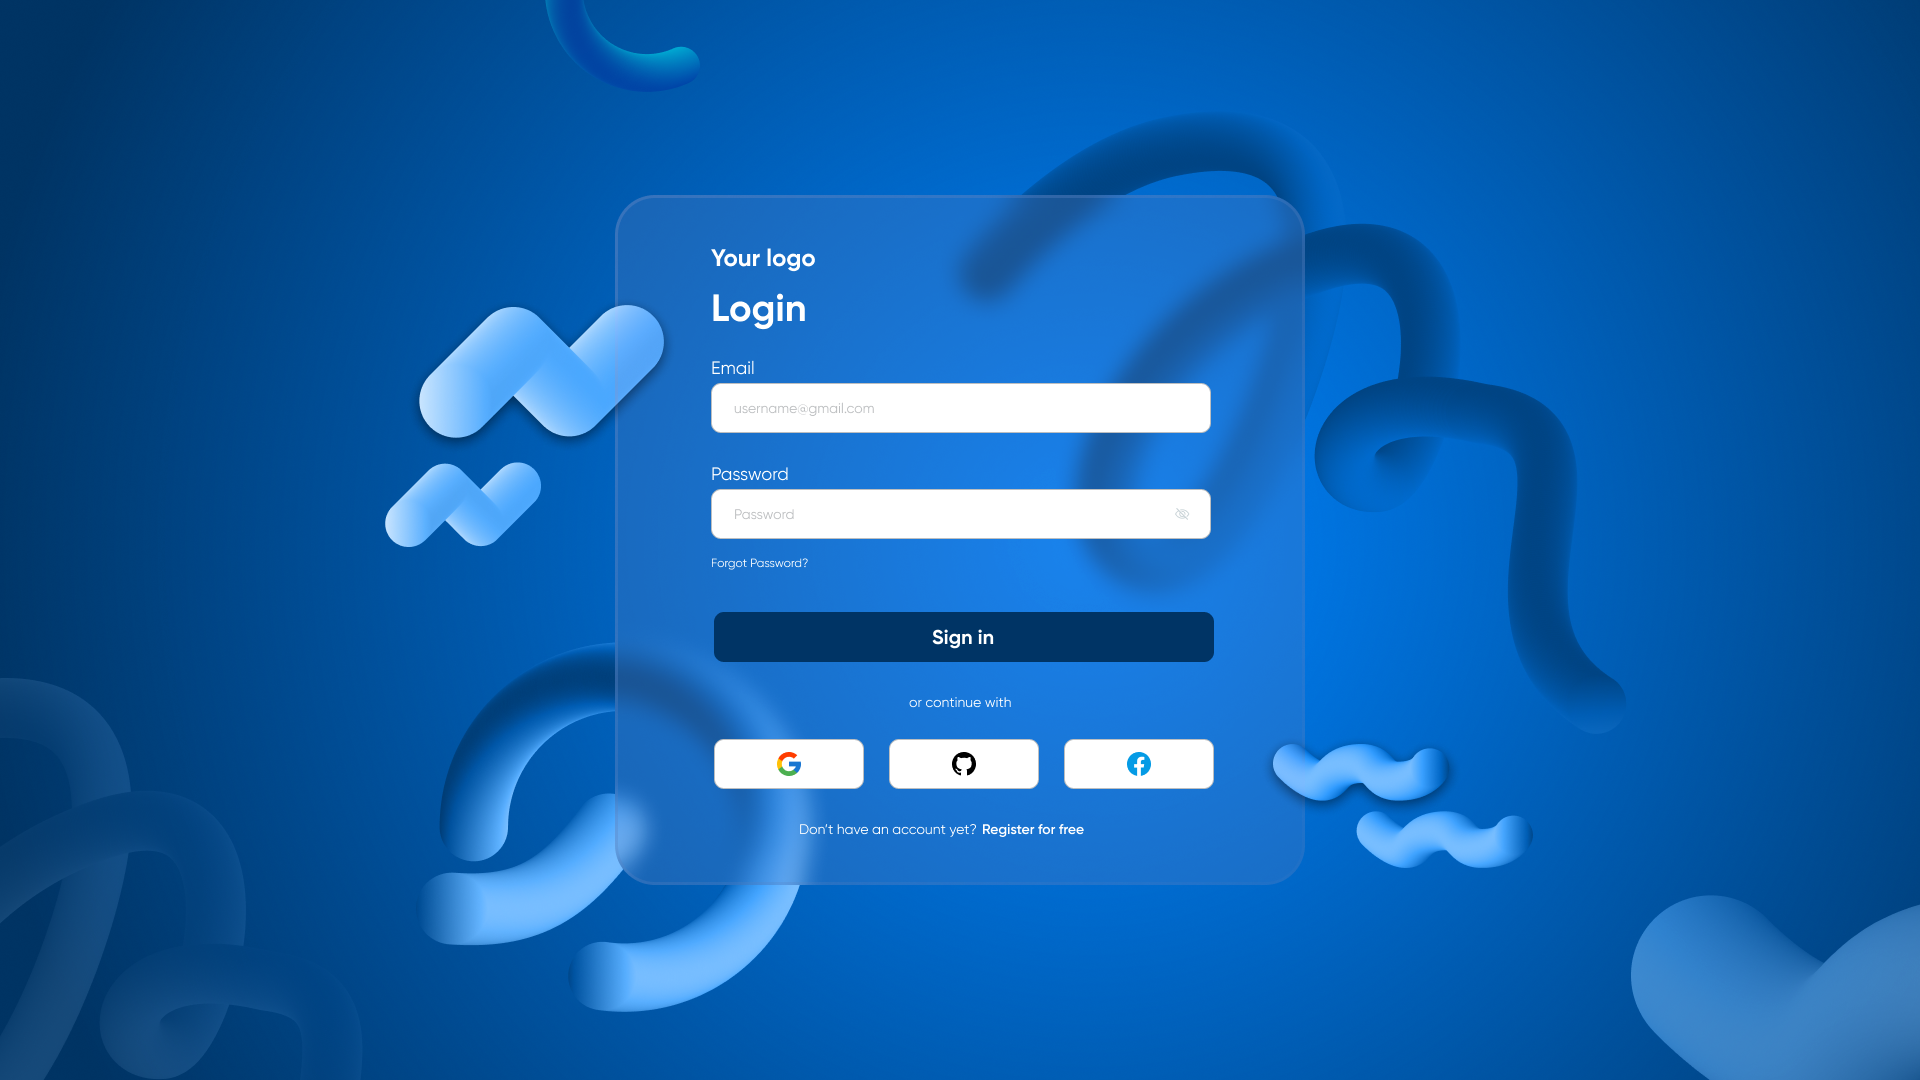 Your logo
Login
Email
username@gmail.com
Password
Password
Forgot Password?
Sign in
or continue with
Don't have an account yet? Register for free